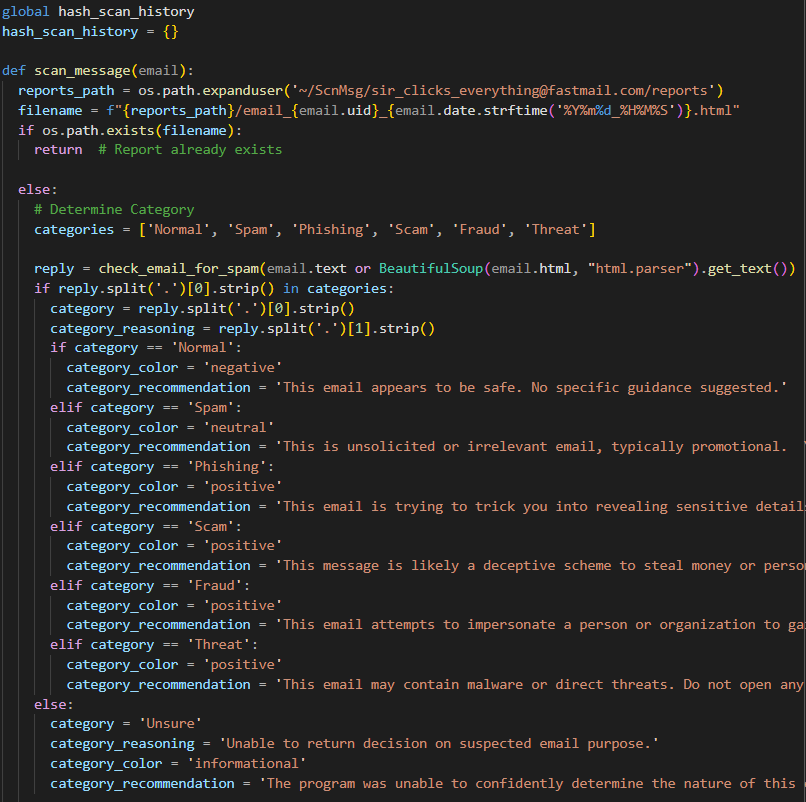 global hash_scan_history
hash_scan_history = {}

def scan_message(email):
  reports_path = os.path.expanduser('~/ScnMsg/sir_clicks_everything@fastmail.com/reports')
  filename = f"{reports_path}/email_{email.uid}_{email.date.strftime('%Y%m%d_%H%M%S')}.html"
  if os.path.exists(filename):
    return  # Report already exists

  else:
    # Determine Category
    categories = ['Normal', 'Spam', 'Phishing', 'Scam', 'Fraud', 'Threat']

    reply = check_email_for_spam(email.text or BeautifulSoup(email.html, "html.parser").get_text())
    if reply.split('.')[0].strip() in categories:
      category = reply.split('.')[0].strip()
      category_reasoning = reply.split('.')[1].strip()
      if category == 'Normal':
        category_color = 'negative'
        category_recommendation = 'This email appears to be safe. No specific guidance suggested.'
      elif category == 'Spam':
        category_color = 'neutral'
        category_recommendation = 'This is unsolicited or irrelevant email, typically promotional.
      elif category == 'Phishing':
        category_color = 'positive'
        category_recommendation = 'This email is trying to trick you into revealing sensitive details
      elif category == 'Scam':
        category_color = 'positive'
        category_recommendation = 'This message is likely a deceptive scheme to steal money or perso
      elif category == 'Fraud':
        category_color = 'positive'
        category_recommendation = 'This email attempts to impersonate a person or organization to ga
      elif category == 'Threat':
        category_color = 'positive'
        category_recommendation = 'This email may contain malware or direct threats. Do not open any
    else:
      category = 'Unsure'
      category_reasoning = 'Unable to return decision on suspected email purpose.'
      category_color = 'informational'
      category_recommendation = 'The program was unable to confidently determine the nature of this